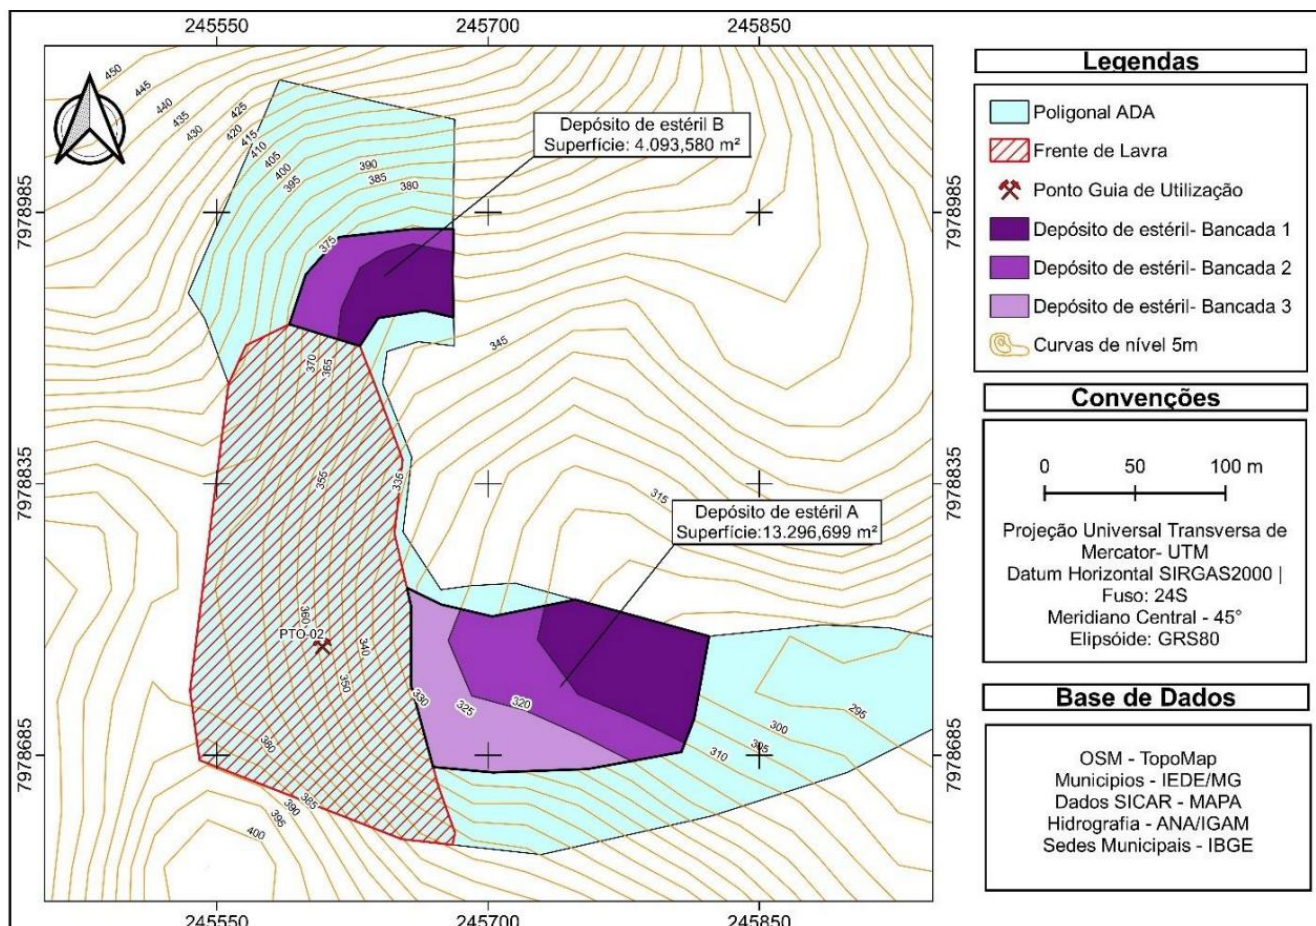 245550
245700
245850
7978985
7978835
7978685
7978985
7978835
7978685
245550
245700
245850
450
445
440
435
430
425
420
415
410
405
400
395
390
385
380
375
370
365
345
355
335
315
360
340
350
330
325
320
300
305
310
295
380
385
390
395
400
PTO-02
Depósito de estéril B
Superfície: 4.093,580 m²
Depósito de estéril A
Superfície:13.296,699 m²
Legendas
Poligonal ADA
Frente de Lavra
Ponto Guia de Utilização
Depósito de estéril- Bancada 1
Depósito de estéril- Bancada 2
Depósito de estéril- Bancada 3
Curvas de nível 5m
Convenções
0 50 100 m
Projeção Universal Transversa de
Mercator- UTM
Datum Horizontal SIRGAS2000 |
Fuso: 24S
Meridiano Central - 45°
Elipsóide: GRS80
Base de Dados
OSM - TopoMap
Municipios - IEDE/MG
Dados SICAR - MAPA
Hidrografia - ANA/IGAM
Sedes Municipais - IBGE